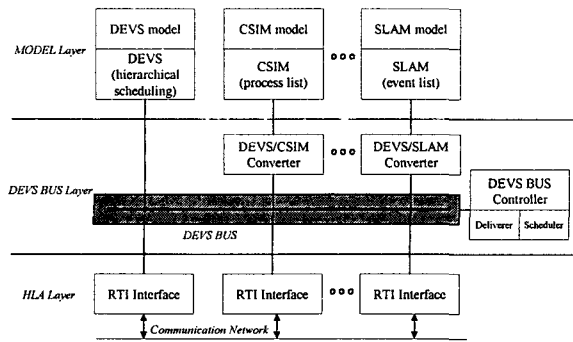 DEVS model
CSIM model
SLAM model
MODEL Layer
DEVS
(hierarchical
scheduling)
CSIM
(process list)
SLAM
(event list)
DEVS/CSIM
Converter
DEVS/SLAM
Converter
DEVS BUS Layer
DEVS BUS
Controller
Deliverer
Scheduler
DEVS BUS
HLA Layer
RTI Interface
RTI Interface
RTI Interface
Communication Network